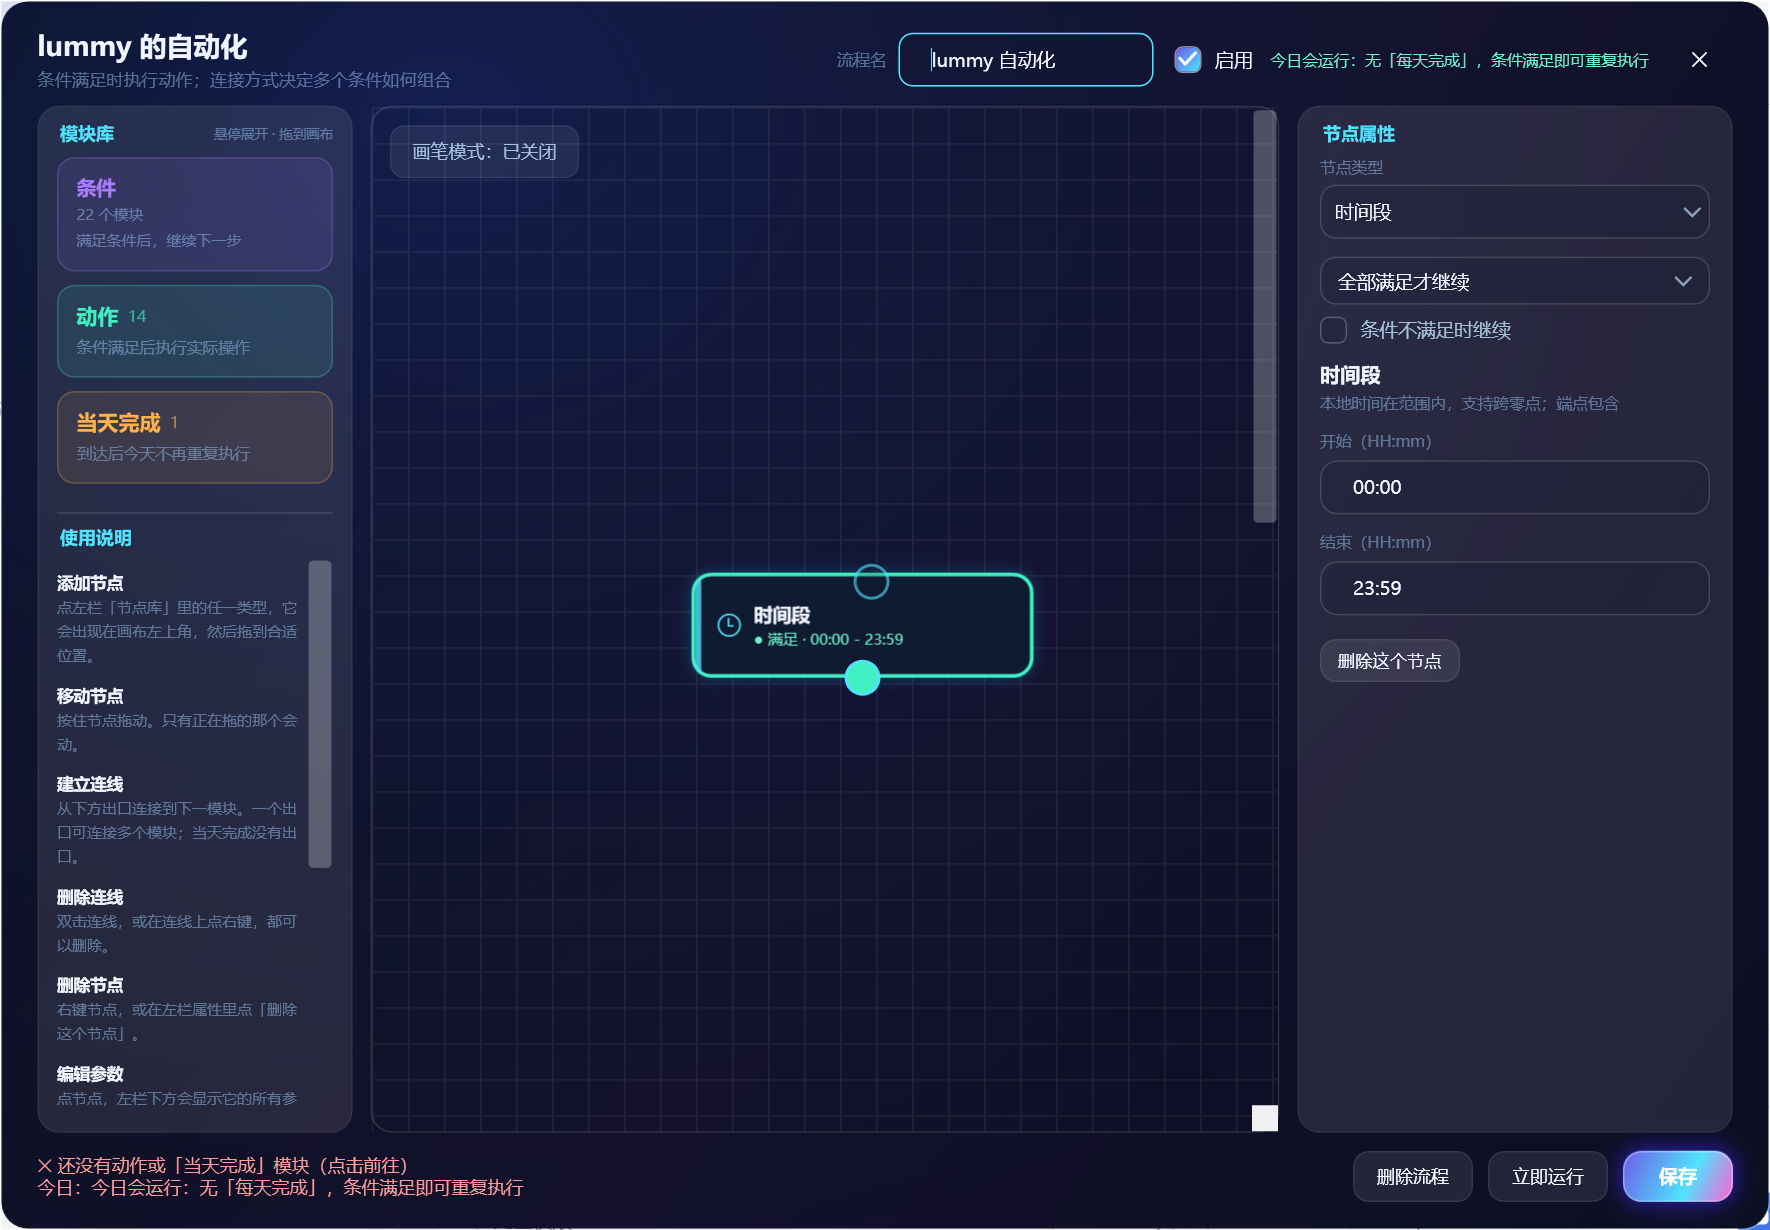 lummy 的自动化
条件满足时执行动作；连接方式决定多个条件如何组合
流程名
lummy 自动化
启用
今日会运行：无「每天完成」，条件满足即可重复执行
模块库
悬停展开 · 拖到画布
条件
22 个模块
满足条件后，继续下一步
动作 14
条件满足后执行实际操作
当天完成 1
到达后今天不再重复执行
使用说明
添加节点
点左栏「节点库」里的任一类型，它
会出现在画布左上角，然后拖到合适
位置。
移动节点
按住节点拖动。只有正在拖的那个会
动。
建立连线
从下方出口连接到下一模块。一个出
口可连接多个模块；当天完成没有出
口。
删除连线
双击连线，或在连线上点右键，都可
以删除。
删除节点
右键节点，或在左栏属性里点「删除
这个节点」。
编辑参数
点节点，左栏下方会显示它的所有参
画笔模式：已关闭
时间段
● 满足 · 00:00 - 23:59
节点属性
节点类型
时间段
全部满足才继续
条件不满足时继续
时间段
本地时间在范围内，支持跨零点；端点包含
开始（HH:mm）
00:00
结束（HH:mm）
23:59
删除这个节点
✕ 还没有动作或「当天完成」模块（点击前往）
今日：今日会运行：无「每天完成」，条件满足即可重复执行
删除流程
立即运行
保存